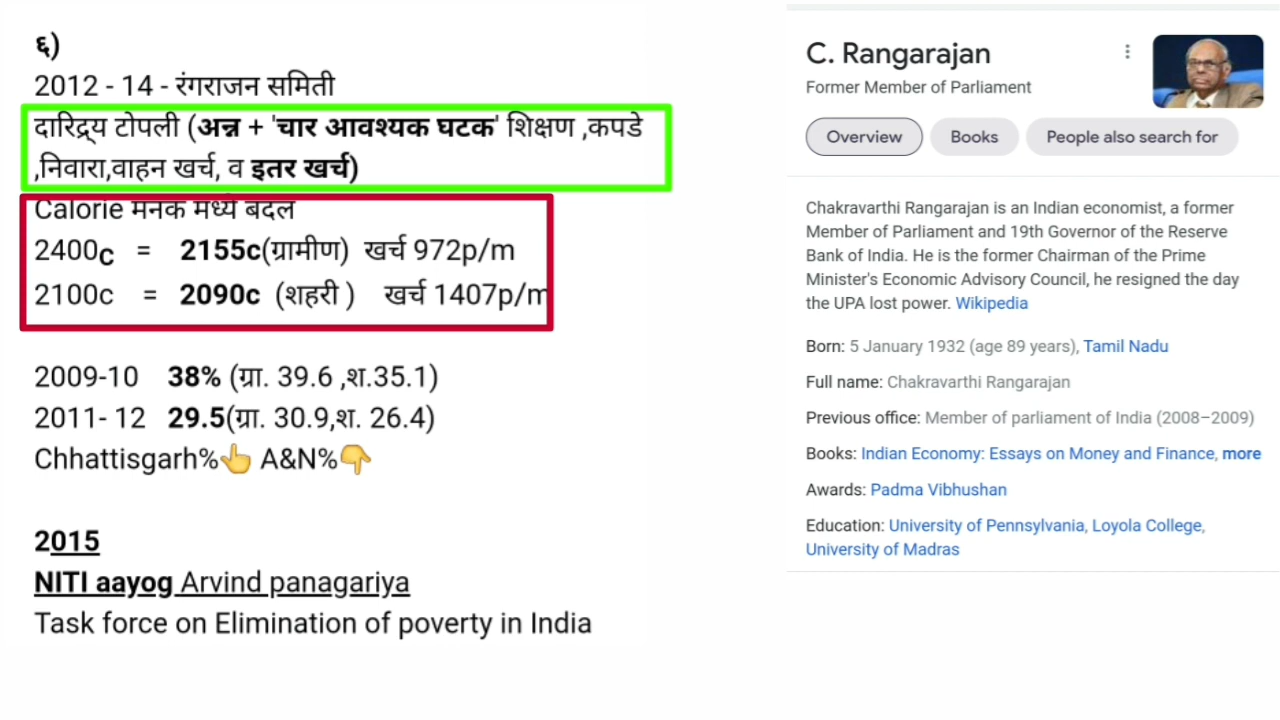 ६)
2012 - 14 - रंगराजन समिती
दारिद्र्य टोपली (अन्न + 'चार आवश्यक घटक' शिक्षण ,कपडे
,निवारा,वाहन खर्च, व इतर खर्च)
Calorie मनक मध्ये बदल
2400c = 2155c(ग्रामीण) खर्च 972p/m
2100c = 2090c (शहरी ) खर्च 1407p/m
2009-10 38% (ग्रा. 39.6 ,श.35.1)
2011- 12 29.5(ग्रा. 30.9,श. 26.4)
Chhattisgarh%👆 A&N%👇
2015
NITI aayog Arvind panagariya
Task force on Elimination of poverty in India
C. Rangarajan
Former Member of Parliament
Overview Books People also search for
Chakravarthi Rangarajan is an Indian economist, a former
Member of Parliament and 19th Governor of the Reserve
Bank of India. He is the former Chairman of the Prime
Minister's Economic Advisory Council, he resigned the day
the UPA lost power. Wikipedia
Born: 5 January 1932 (age 89 years), Tamil Nadu
Full name: Chakravarthi Rangarajan
Previous office: Member of parliament of India (2008–2009)
Books: Indian Economy: Essays on Money and Finance, more
Awards: Padma Vibhushan
Education: University of Pennsylvania, Loyola College,
University of Madras